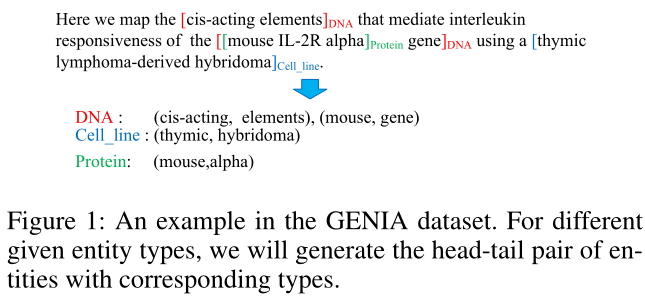 Here we map the [cis-acting elements]DNA that mediate interleukin
responsiveness of the [[mouse IL-2R alpha]Protein gene]DNA using a [thymic
lymphoma-derived hybridoma]Cell_line.
DNA : (cis-acting, elements), (mouse, gene)
Cell_line : (thymic, hybridoma)
Protein: (mouse,alpha)
Figure 1: An example in the GENIA dataset. For different
given entity types, we will generate the head-tail pair of en-
tities with corresponding types.